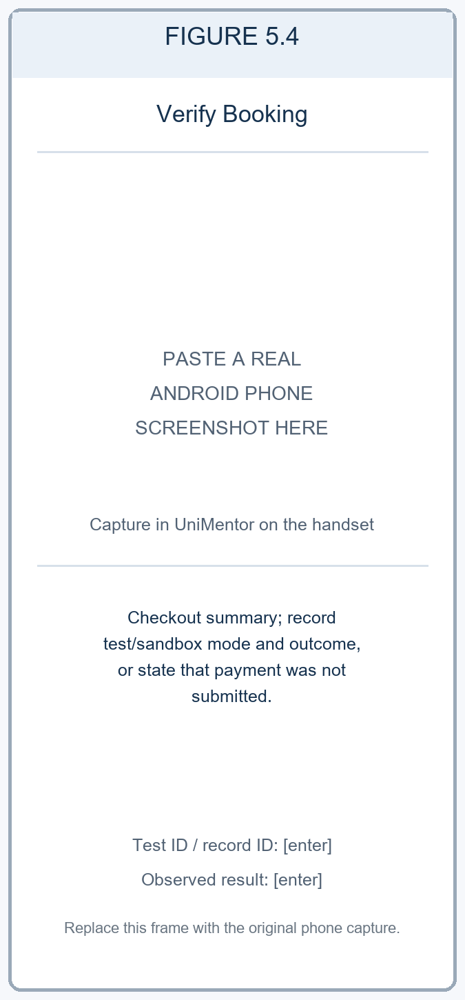 FIGURE 5.4
Verify Booking
PASTE A REAL
ANDROID PHONE
SCREENSHOT HERE
Capture in UniMentor on the handset
Checkout summary; record
test/sandbox mode and outcome,
or state that payment was not
submitted.
Test ID / record ID: [enter]
Observed result: [enter]
Replace this frame with the original phone capture.